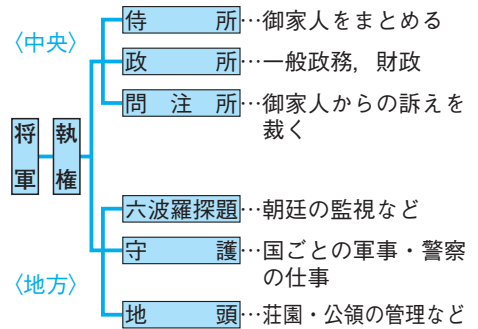 〈中央〉
侍所…御家人をまとめる
政所…一般政務，財政
問注所…御家人からの訴えを
裁く
将軍
執権
六波羅探題…朝廷の監視など
守護…国ごとの軍事・警察
の仕事
〈地方〉
地頭…荘園・公領の管理など